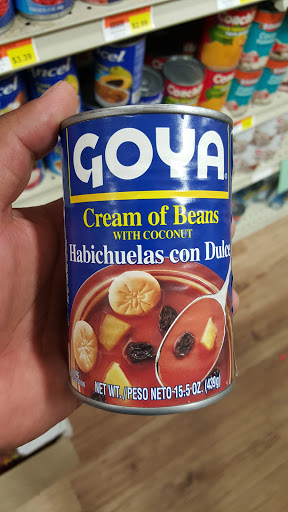 GOYA
Cream of Beans
WITH COCONUT
Habichuelas con Dulce
NET WT. / PESO NETO 15.5 OZ. (439g)